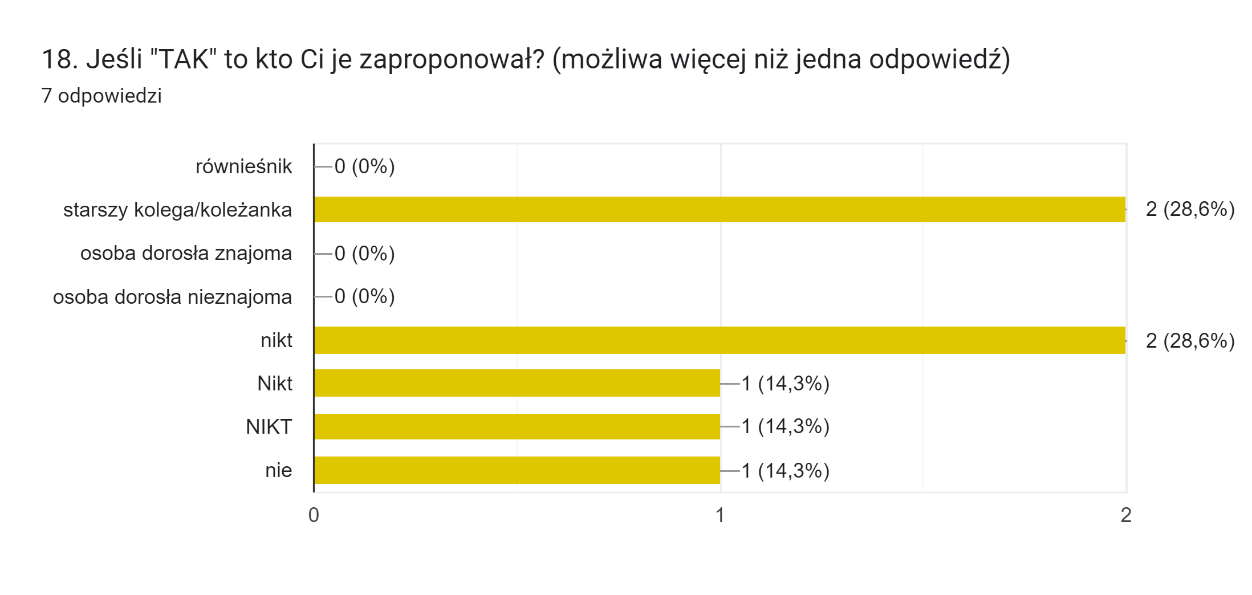 18. Jeśli "TAK" to kto Ci je zaproponował? (możliwa więcej niż jedna odpowiedź)
7 odpowiedzi
równieśnik 0 (0%)
starszy kolega/koleżanka 2 (28,6%)
osoba dorosła znajoma 0 (0%)
osoba dorosła nieznajoma 0 (0%)
nikt 2 (28,6%)
Nikt 1 (14,3%)
NIKT 1 (14,3%)
nie 1 (14,3%)
0 1 2